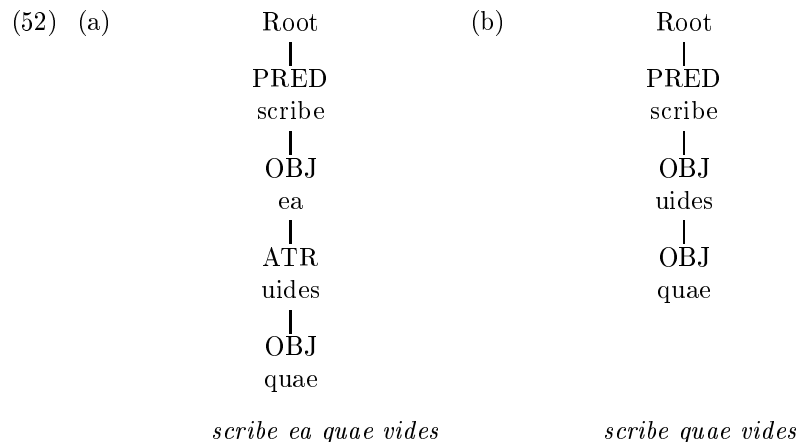 (52) (a) Root (b) Root
PRED PRED
scribe scribe
OBJ OBJ
ea uides
ATR OBJ
uides quae
OBJ
quae
scribe ea quae vides scribe quae vides